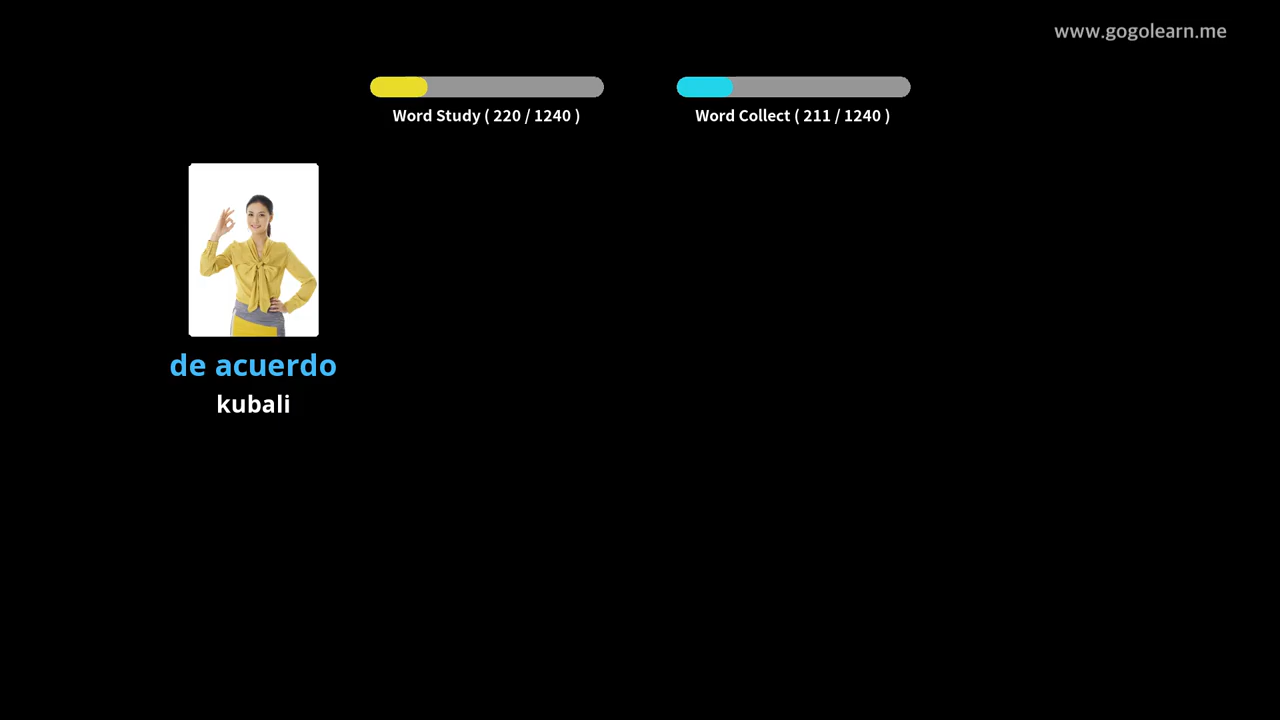 www.gogolearn.me
Word Study ( 220 / 1240 )
Word Collect ( 211 / 1240 )
de acuerdo
kubali